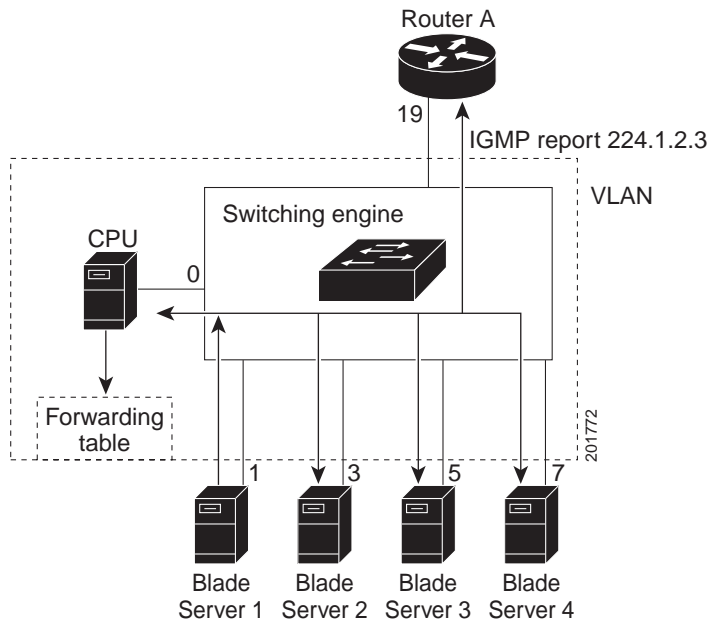 Router A
19
IGMP report 224.1.2.3
VLAN
Switching engine
CPU
0
Forwarding
table
201772
1
3
5
7
Blade
Server 1
Blade
Server 2
Blade
Server 3
Blade
Server 4